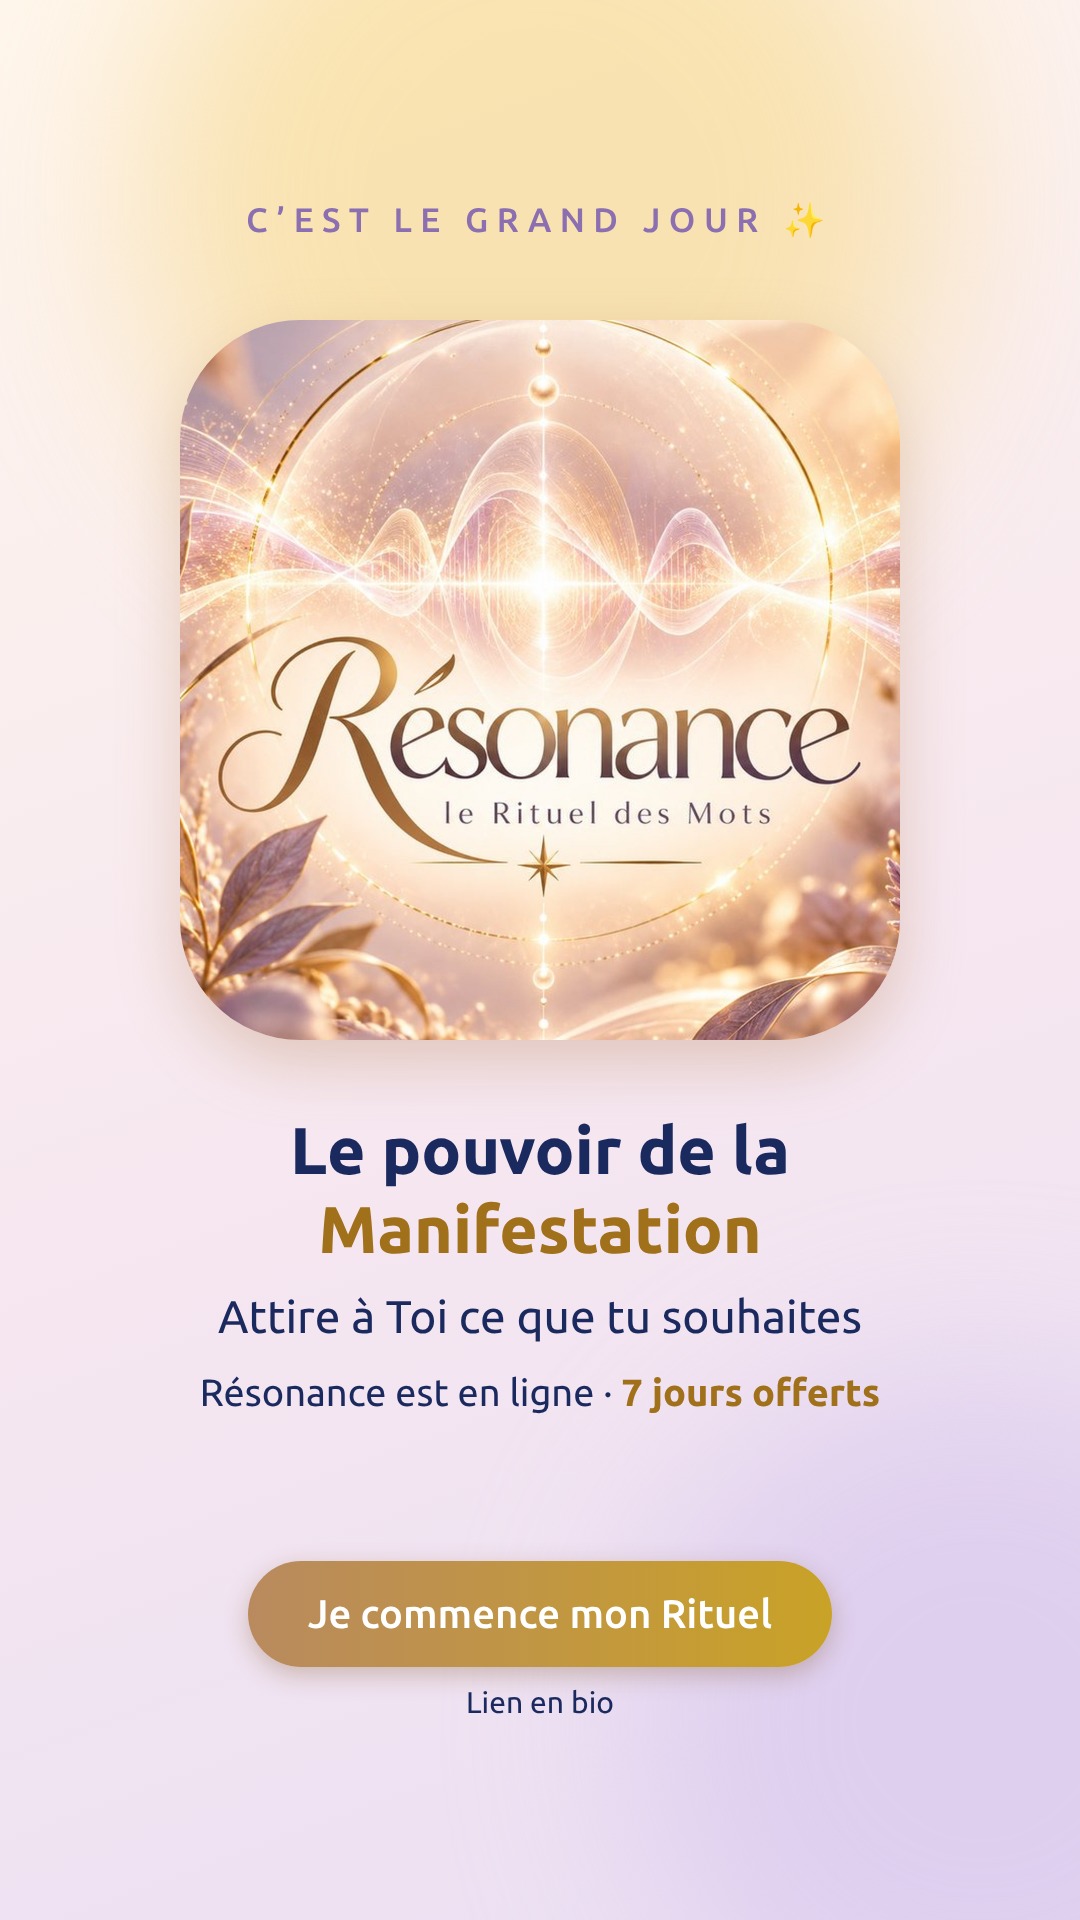 C’EST LE GRAND JOUR ✨
Résonance
le Rituel des Mots
Le pouvoir de la
Manifestation
Attire à Toi ce que tu souhaites
Résonance est en ligne · 7 jours offerts
Je commence mon Rituel
Lien en bio